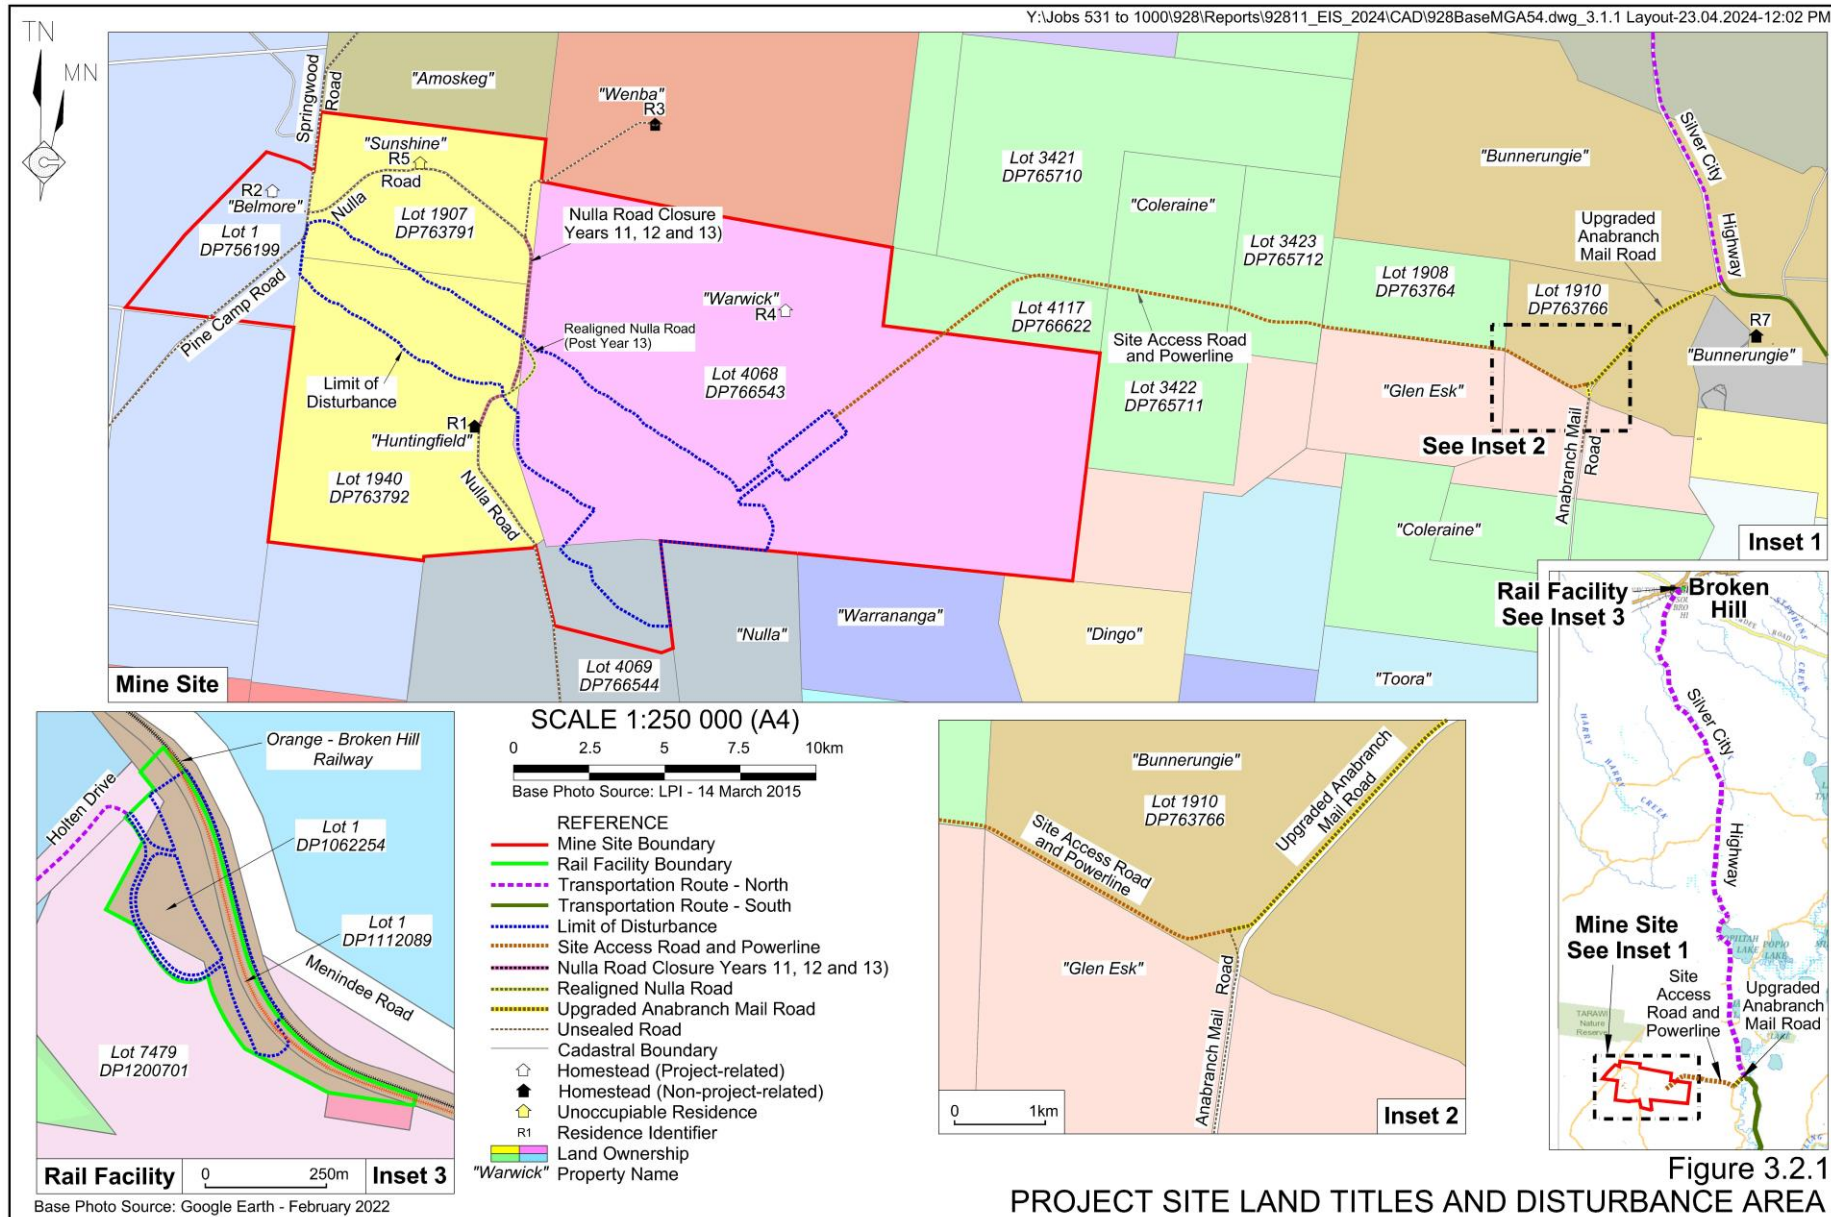 Y:\Jobs 531 to 1000\928\Reports\92811_EIS_2024\CAD\928BaseMGA54.dwg_3.1.1 Layout-23.04.2024-12:02 PM
TN
MN
Springwood
Road
"Amoskeg"
"Wenba"
R3
"Sunshine"
R5
Road
Nulla
R2
"Belmore"
Lot 1
DP756199
Lot 1907
DP763791
Nulla Road Closure
Years 11, 12 and 13)
Pine Camp Road
"Warwick"
R4
Realigned Nulla Road
(Post Year 13)
Limit of
Disturbance
Lot 4068
DP766543
R1
"Huntingfield"
Lot 1940
DP763792
Nulla Road
Lot 3421
DP765710
"Coleraine"
Lot 3423
DP765712
Lot 4117
DP766622
Site Access Road
and Powerline
Lot 3422
DP765711
Lot 1908
DP763764
"Bunnerungie"
Silver City
Highway
Upgraded
Anabranch
Mail Road
Lot 1910
DP763766
R7
"Bunnerungie"
"Glen Esk"
See Inset 2
Anabranch Mail
Road
"Coleraine"
Inset 1
"Nulla"
"Warrananga"
"Dingo"
"Toora"
Lot 4069
DP766544
Mine Site
Orange - Broken Hill
Railway
Holten Drive
Lot 1
DP1062254
Lot 1
DP1112089
Menindee Road
Lot 7479
DP1200701
Rail Facility
0 250m
Inset 3
Base Photo Source: Google Earth - February 2022
SCALE 1:250 000 (A4)
0 2.5 5 7.5 10km
Base Photo Source: LPI - 14 March 2015
REFERENCE
Mine Site Boundary
Rail Facility Boundary
Transportation Route - North
Transportation Route - South
Limit of Disturbance
Site Access Road and Powerline
Nulla Road Closure Years 11, 12 and 13)
Realigned Nulla Road
Upgraded Anabranch Mail Road
Unsealed Road
Cadastral Boundary
Homestead (Project-related)
Homestead (Non-project-related)
Unoccupiable Residence
R1 Residence Identifier
Land Ownership
"Warwick" Property Name
"Bunnerungie"
Lot 1910
DP763766
Upgraded Anabranch
Mail Road
Site Access Road
and Powerline
"Glen Esk"
Anabranch Mail
Road
0 1km
Inset 2
Rail Facility
See Inset 3
Broken
Hill
STEPHENS
CREEK
ROAD
Silver City
Highway
HARRY
HARRY
CREEK
Mine Site
See Inset 1
POPIO
LAKE
LAKE
Site
Access
Road and
Powerline
Upgraded
Anabranch
Mail Road
TARAWI
Nature
Reserve
LAKE
Figure 3.2.1
PROJECT SITE LAND TITLES AND DISTURBANCE AREA